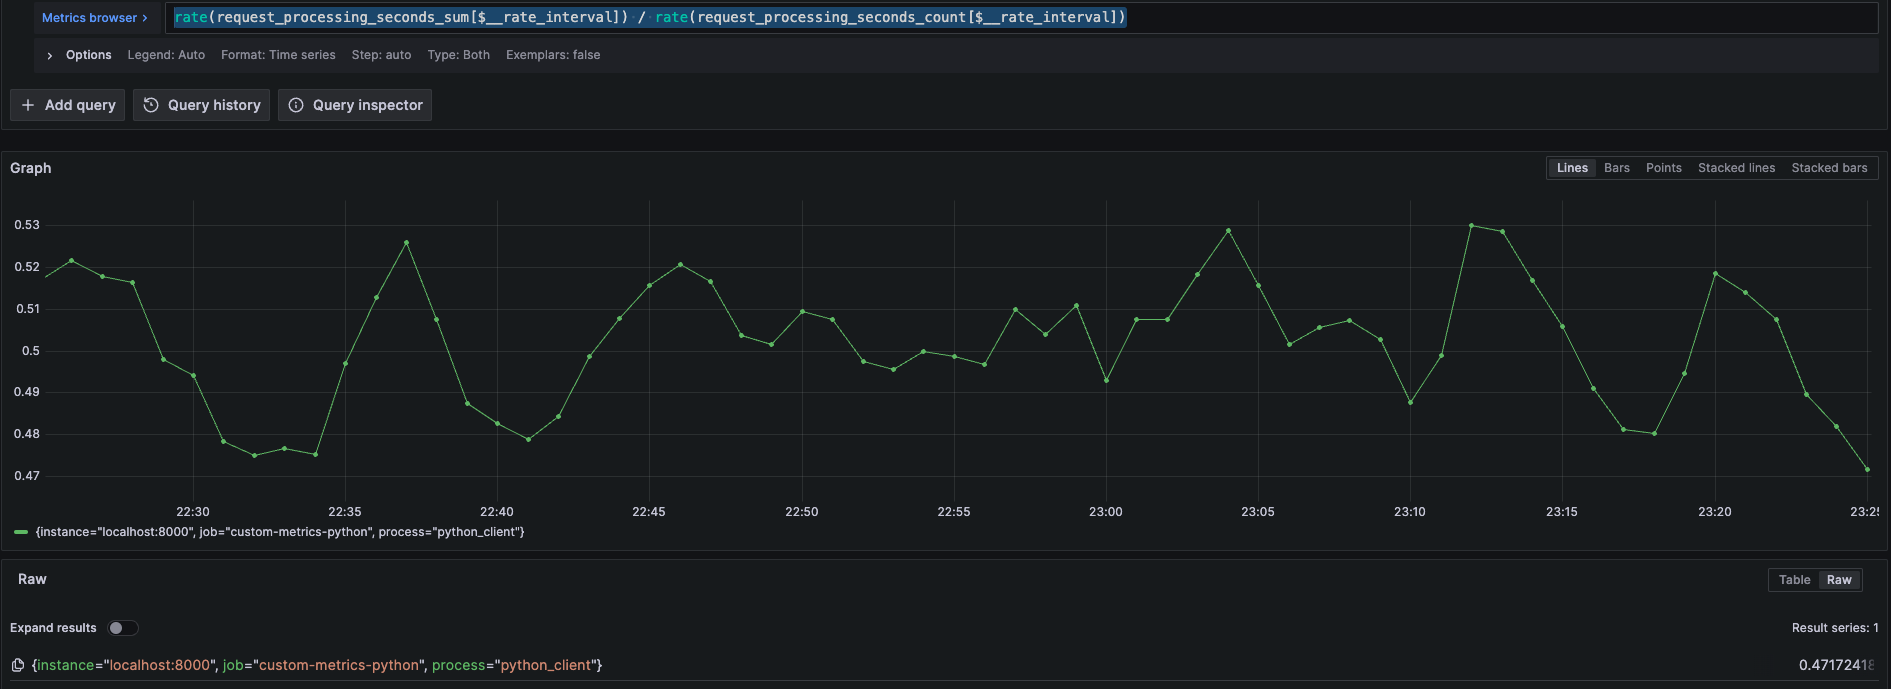 Metrics browser > rate(request_processing_seconds_sum[$__rate_interval]) / rate(request_processing_seconds_count[$__rate_interval])
> Options Legend: Auto Format: Time series Step: auto Type: Both Exemplars: false
+ Add query Query history Query inspector
Graph Lines Bars Points Stacked lines Stacked bars
0.53
0.52
0.51
0.5
0.49
0.48
0.47
22:30 22:35 22:40 22:45 22:50 22:55 23:00 23:05 23:10 23:15 23:20 23:25
{instance="localhost:8000", job="custom-metrics-python", process="python_client"}
Raw Table Raw
Expand results Result series: 1
{instance="localhost:8000", job="custom-metrics-python", process="python_client"} 0.47172418